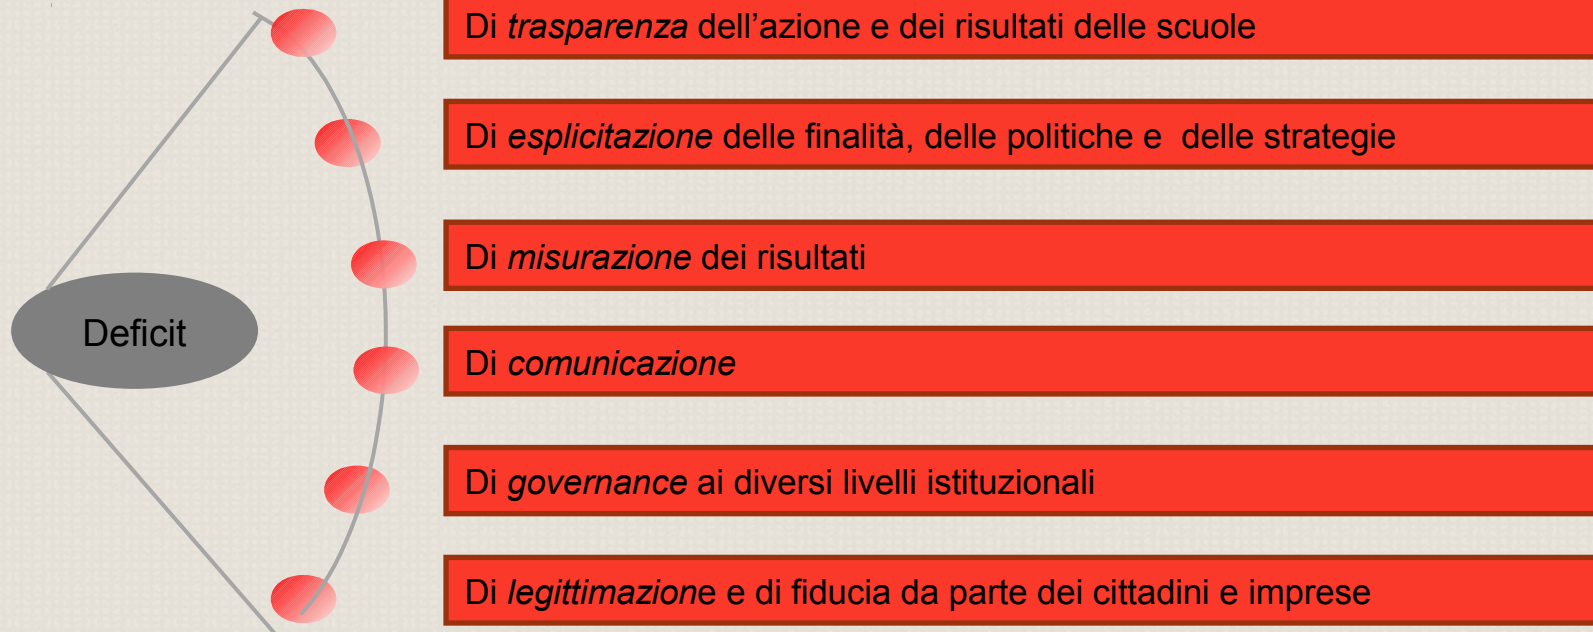 Di trasparenza dell’azione e dei risultati delle scuole
Di esplicitazione delle finalità, delle politiche e  delle strategie
Di misurazione dei risultati
Deficit
Di comunicazione
Di governance ai diversi livelli istituzionali
Di legittimazione e di fiducia da parte dei cittadini e imprese